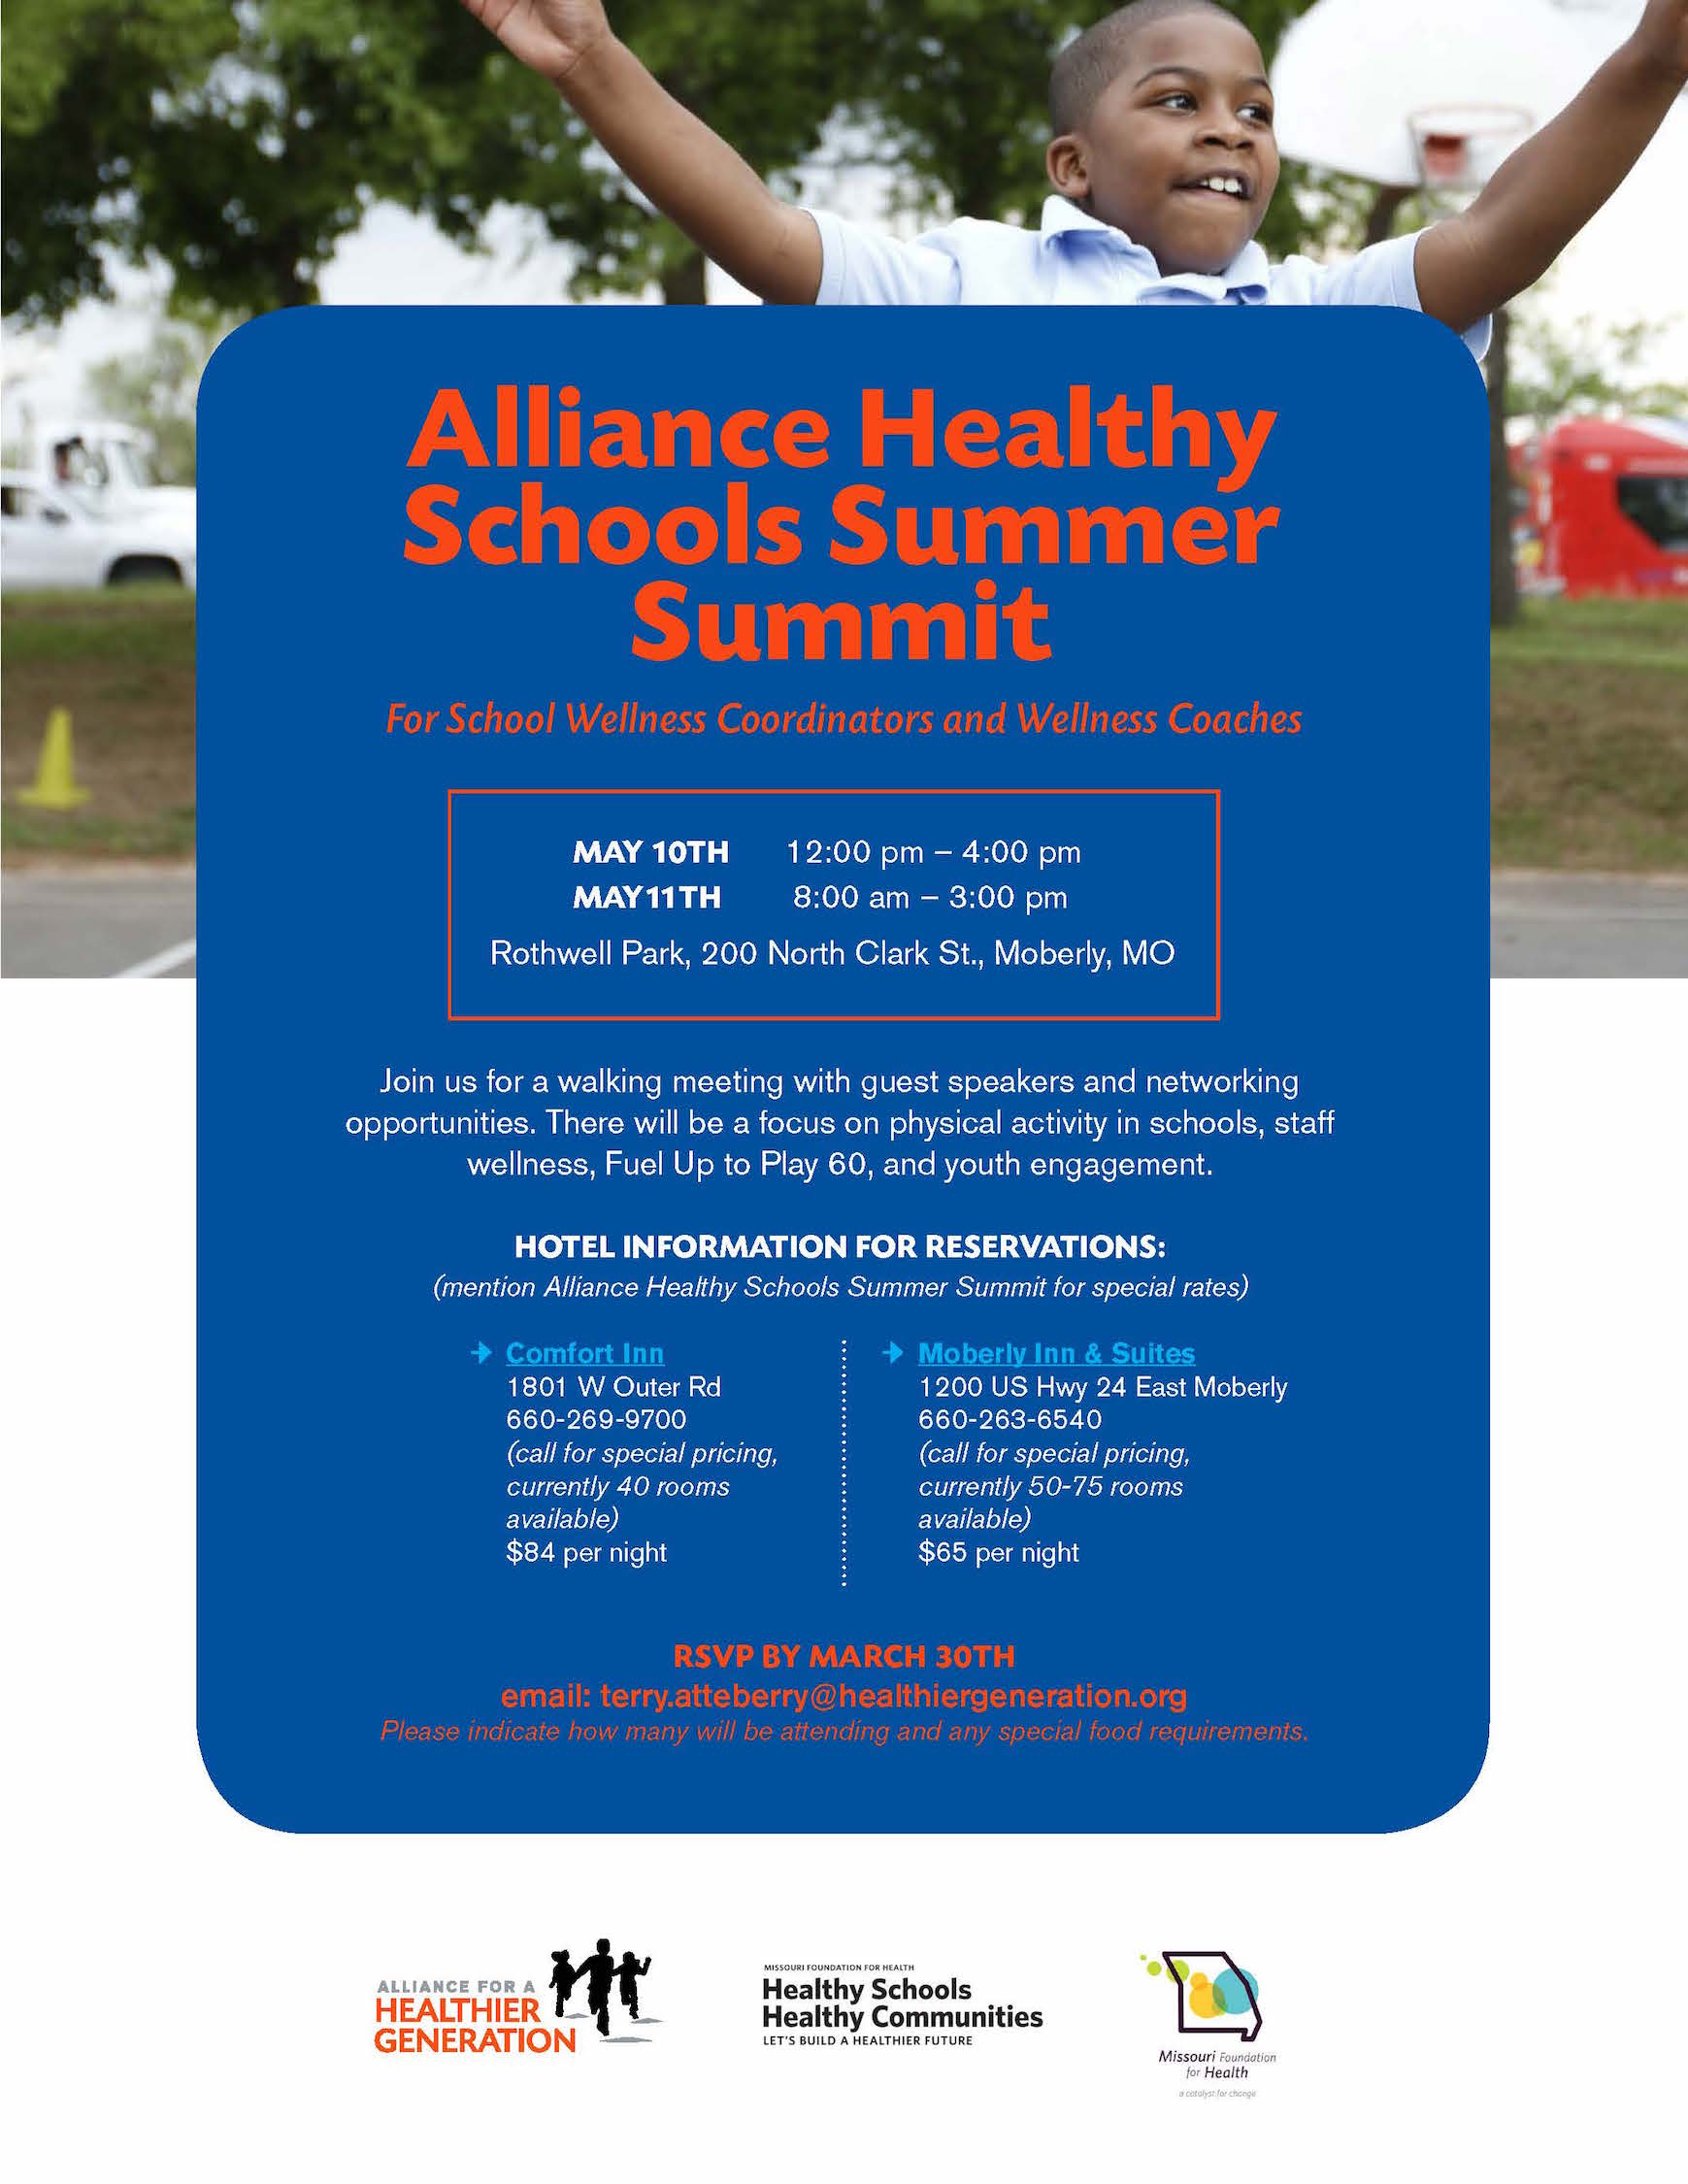 Alliance Healthy
Schools Summer
Summit
For School Wellness Coordinators and Wellness Coaches
MAY 10TH 12:00 pm – 4:00 pm
MAY11TH 8:00 am – 3:00 pm
Rothwell Park, 200 North Clark St., Moberly, MO
Join us for a walking meeting with guest speakers and networking
opportunities. There will be a focus on physical activity in schools, staff
wellness, Fuel Up to Play 60, and youth engagement.
HOTEL INFORMATION FOR RESERVATIONS:
(mention Alliance Healthy Schools Summer Summit for special rates)
Comfort Inn
1801 W Outer Rd
660-269-9700
(call for special pricing,
currently 40 rooms
available)
$84 per night
Moberly Inn & Suites
1200 US Hwy 24 East Moberly
660-263-6540
(call for special pricing,
currently 50-75 rooms
available)
$65 per night
RSVP BY MARCH 30TH
email: terry.atteberry@healthiergeneration.org
Please indicate how many will be attending and any special food requirements.
ALLIANCE FOR A
HEALTHIER
GENERATION
MISSOURI FOUNDATION FOR HEALTH
Healthy Schools
Healthy Communities
LET'S BUILD A HEALTHIER FUTURE
Missouri Foundation
for Health
a catalyst for change